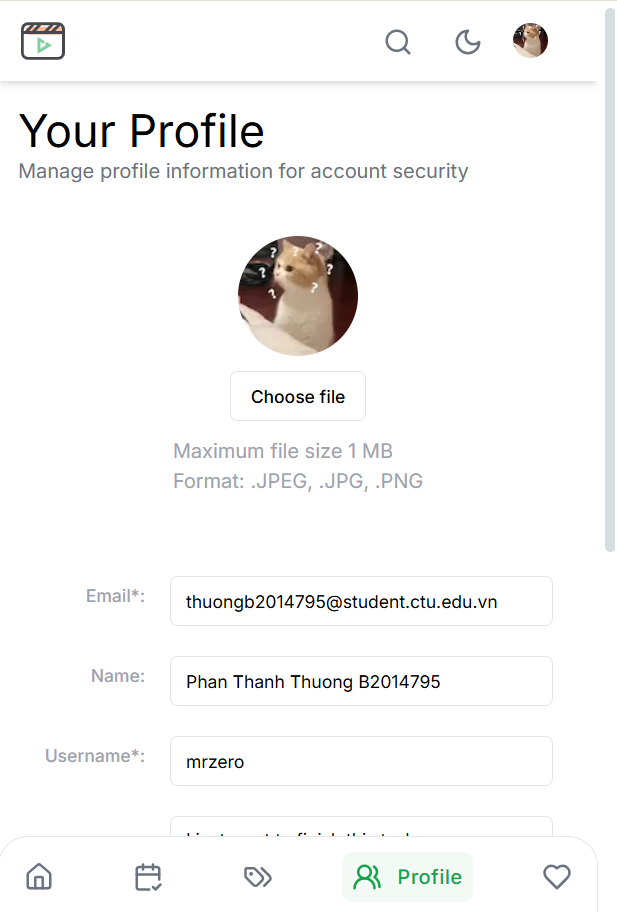 Your Profile
Manage profile information for account security
? ? ? ? ? ? ?
Choose file
Maximum file size 1 MB
Format: .JPEG, .JPG, .PNG
Email*:
thuongb2014795@student.ctu.edu.vn
Name:
Phan Thanh Thuong B2014795
Username*:
mrzero
Profile